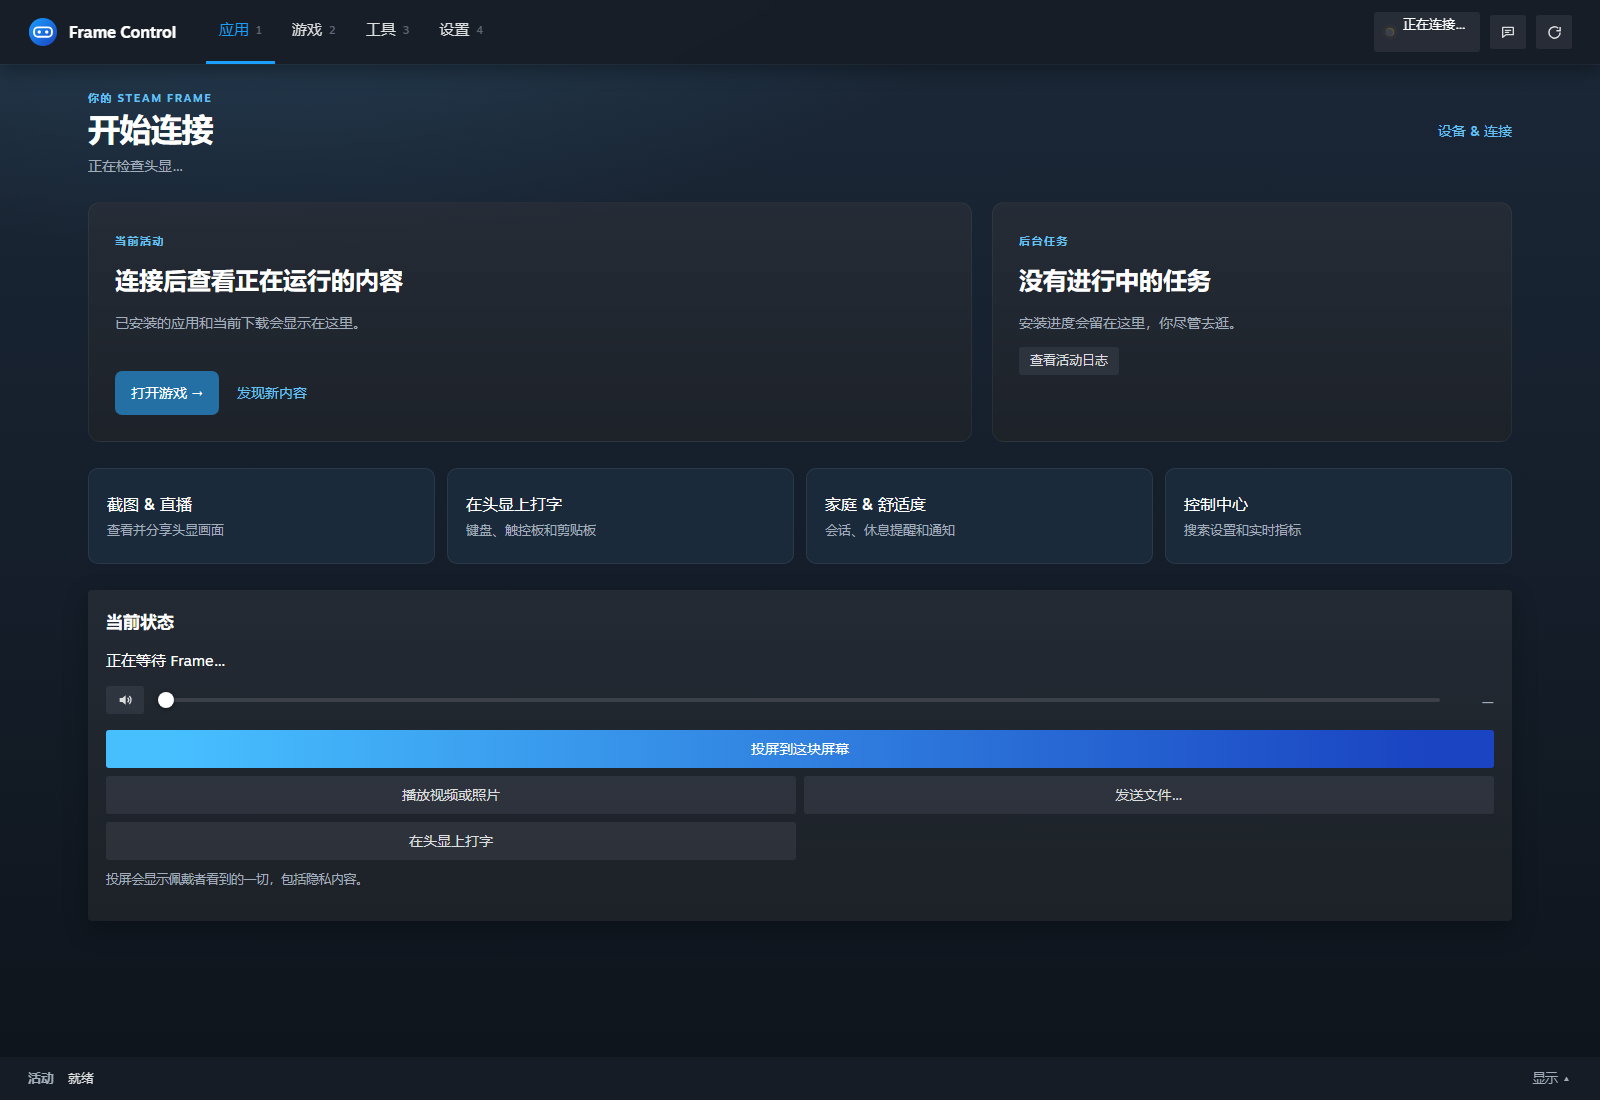 Frame Control
应用 1
游戏 2
工具 3
设置 4
正在连接...
你的 STEAM FRAME
开始连接
正在检查头显...
设备 & 连接
当前活动
连接后查看正在运行的内容
已安装的应用和当前下载会显示在这里。
打开游戏 →
发现新内容
后台任务
没有进行中的任务
安装进度会留在这里，你尽管去逛。
查看活动日志
截图 & 直播
查看并分享头显画面
在头显上打字
键盘、触控板和剪贴板
家庭 & 舒适度
会话、休息提醒和通知
控制中心
搜索设置和实时指标
当前状态
正在等待 Frame...
—
投屏到这块屏幕
播放视频或照片
发送文件...
在头显上打字
投屏会显示佩戴者看到的一切，包括隐私内容。
活动 就绪
显示 ▴